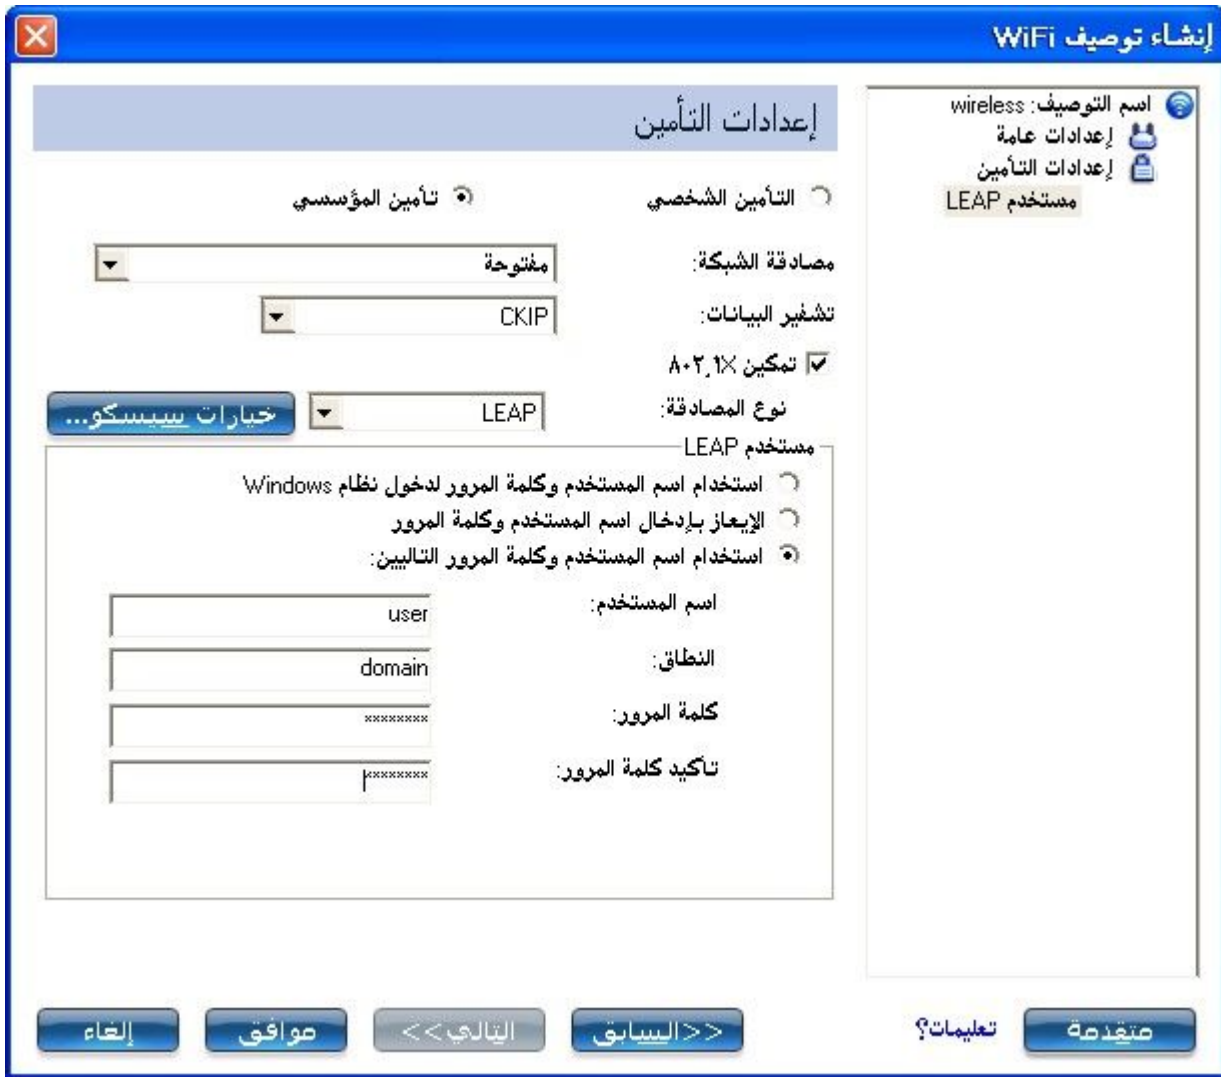 إنشاء توصيف WiFi
اسم التوصيف: wireless
إعدادات عامة
إعدادات التأمين
مستخدم LEAP
إعدادات التأمين
التأمين الشخصي
تأمين المؤسسي
مصادقة الشبكة:
مفتوحة
تشفير البيانات:
CKIP
تمكين ٨٠٢٫١X
نوع المصادقة:
LEAP
خيارات سيسكو...
مستخدم LEAP
استخدام اسم المستخدم وكلمة المرور لدخول نظام Windows
الإيعاز بإدخال اسم المستخدم وكلمة المرور
استخدام اسم المستخدم وكلمة المرور التاليين:
اسم المستخدم:
user
النطاق:
domain
كلمة المرور:
********
تأكيد كلمة المرور:
********
متقدمة
تعليمات؟
<<السابق
التالي>>
موافق
إلغاء